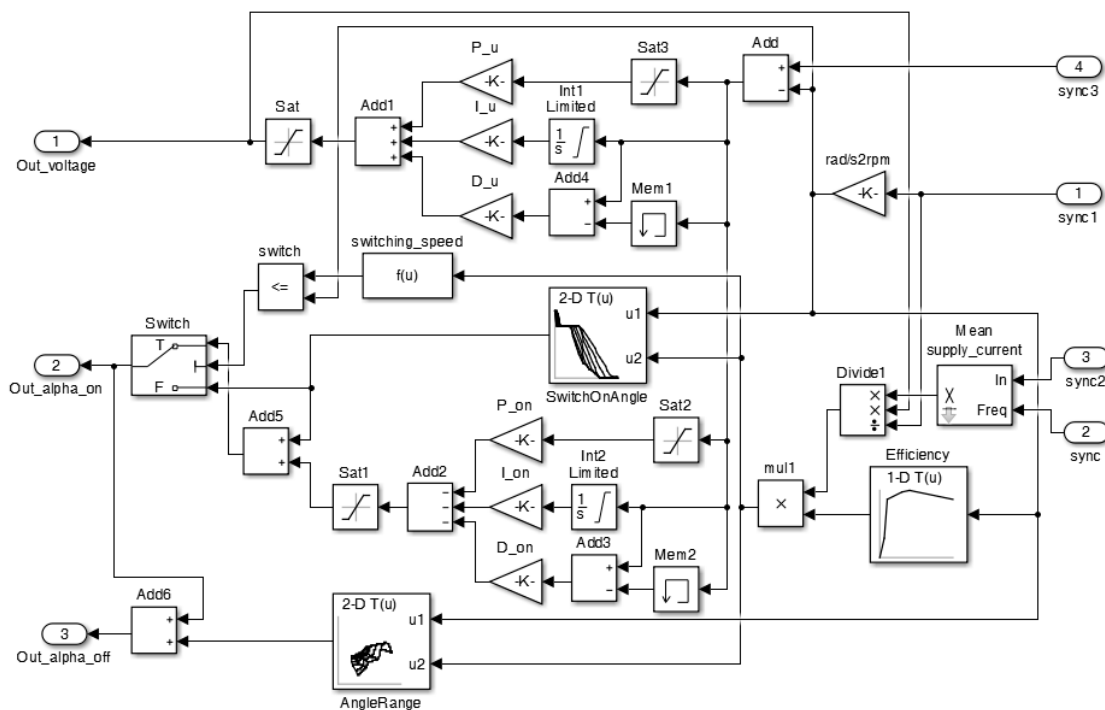 P_u
Sat3
Add
+
−
4
sync3
-K-
Int1
Limited
Sat
Add1
I_u
1
Out_voltage
+
+
+
-K-
1
s
rad/s2rpm
D_u
Add4
Mem1
-K-
1
sync1
-K-
+
−
switch
switching_speed
<=
f(u)
Switch
2-D T(u)
u1
u2
SwitchOnAngle
T
F
2
Out_alpha_on
Mean
supply_current
In
Freq
3
sync2
Divide1
×
×
÷
2
sync
P_on
Sat2
Add5
+
+
-K-
Int2
Limited
Sat1
Add2
I_on
−
−
−
-K-
1
s
mul1
×
Efficiency
1-D T(u)
D_on
Add3
Mem2
-K-
+
−
Add6
+
+
3
Out_alpha_off
2-D T(u)
u1
u2
AngleRange